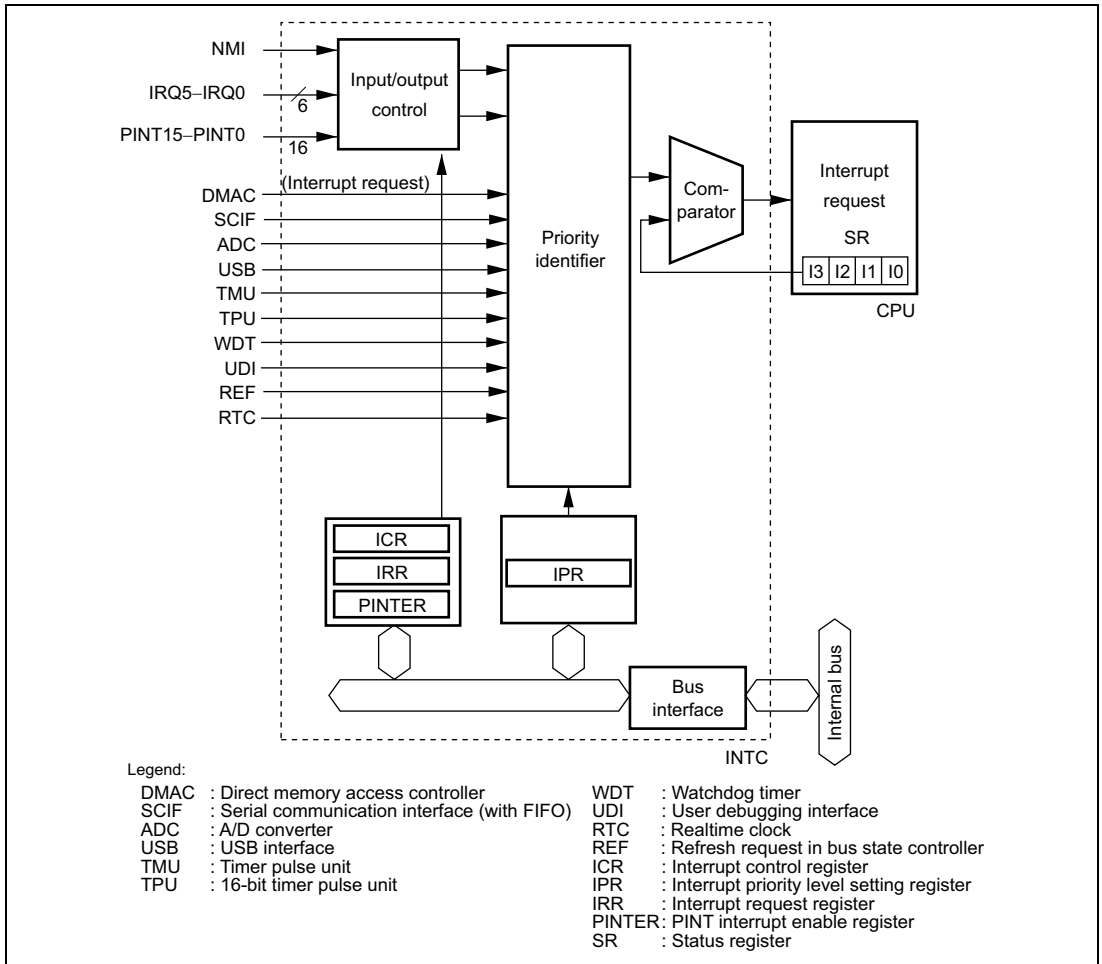 NMI
IRQ5–IRQ0
6
PINT15–PINT0
16
Input/output
control
(Interrupt request)
DMAC
SCIF
ADC
USB
TMU
TPU
WDT
UDI
REF
RTC
Priority
identifier
Com-
parator
Interrupt
request
SR
I3 I2 I1 I0
CPU
ICR
IRR
PINTER
IPR
Bus
interface
Internal bus
INTC
Legend:
DMAC : Direct memory access controller
SCIF : Serial communication interface (with FIFO)
ADC : A/D converter
USB : USB interface
TMU : Timer pulse unit
TPU : 16-bit timer pulse unit
WDT : Watchdog timer
UDI : User debugging interface
RTC : Realtime clock
REF : Refresh request in bus state controller
ICR : Interrupt control register
IPR : Interrupt priority level setting register
IRR : Interrupt request register
PINTER: PINT interrupt enable register
SR : Status register